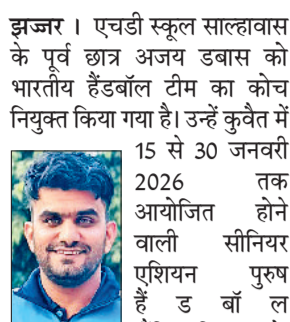 झज्जर । एचडी स्कूल साल्हावास
के पूर्व छात्र अजय डबास को
भारतीय हैंडबॉल टीम का कोच
नियुक्त किया गया है। उन्हें कुवैत में
15 से 30 जनवरी
2026 तक
आयोजित होने
वाली सीनियर
एशियन पुरुष
हैं ड बॉ ल